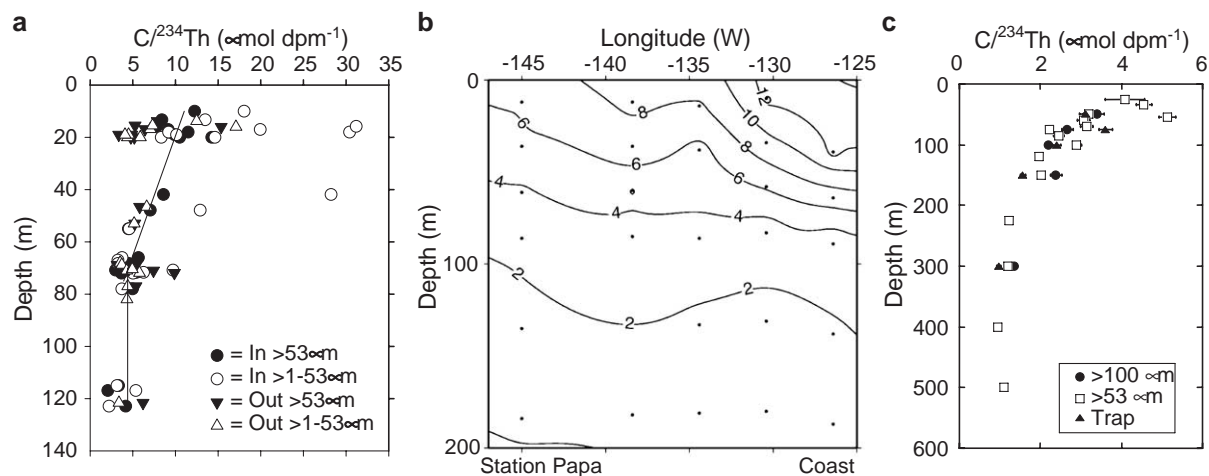 a
C/²³⁴Th (∝mol dpm⁻¹)
0 5 10 15 20 25 30 35
0
20
40
60
80
100
120
140
Depth (m)
= In >53∝m
= In >1-53∝m
= Out >53∝m
= Out >1-53∝m
b
Longitude (W)
-145 -140 -135 -130 -125
0
100
200
Depth (m)
12
10
8
8
6
6
6
4
4
4
2
2
2
Station Papa
Coast
c
C/²³⁴Th (∝mol dpm⁻¹)
0 2 4 6
0
100
200
300
400
500
600
Depth (m)
>100 ∝m
>53 ∝m
Trap